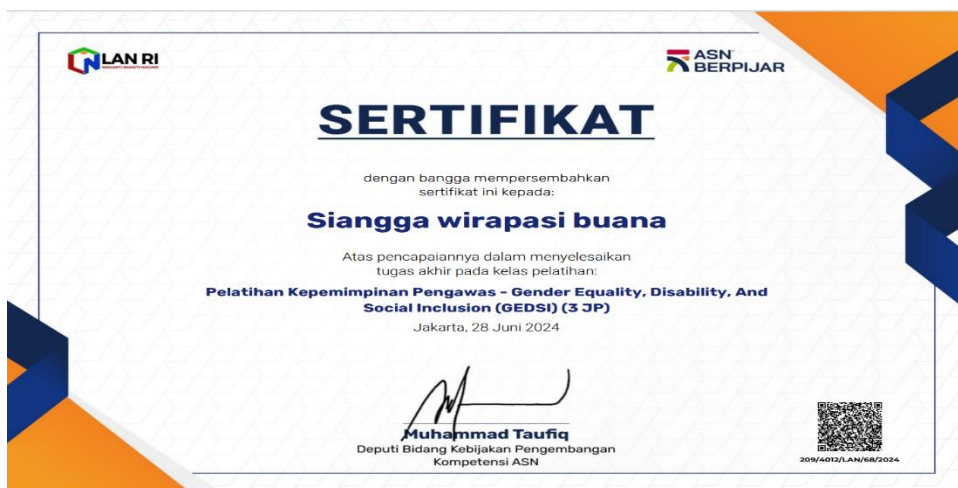 LAN RI
ASN
BERPIJAR
SERTIFIKAT
dengan bangga mempersembahkan
sertifikat ini kepada:
Siangga wirapasi buana
Atas pencapaiannya dalam menyelesaikan
tugas akhir pada kelas pelatihan:
Pelatihan Kepemimpinan Pengawas - Gender Equality, Disability, And
Social Inclusion (GEDSI) (3 JP)
Jakarta, 28 Juni 2024
Muhammad Taufiq
Deputi Bidang Kebijakan Pengembangan
Kompetensi ASN
209/4012/LAN/68/2024